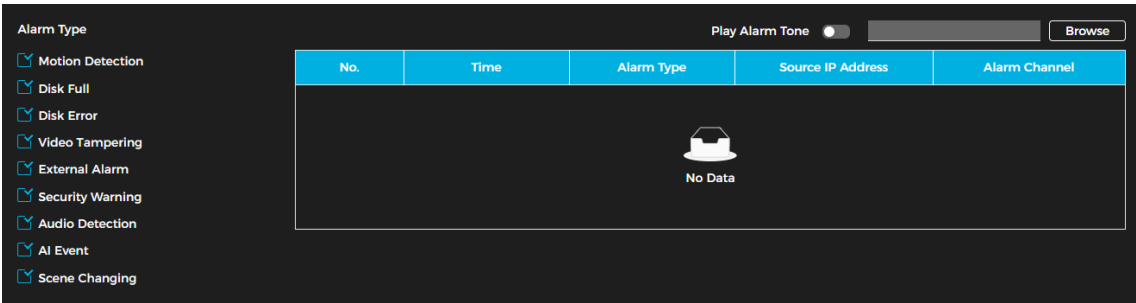 Alarm Type
Play Alarm Tone
Browse
Motion Detection
Disk Full
Disk Error
Video Tampering
External Alarm
Security Warning
Audio Detection
AI Event
Scene Changing
No. Time Alarm Type Source IP Address Alarm Channel
No Data